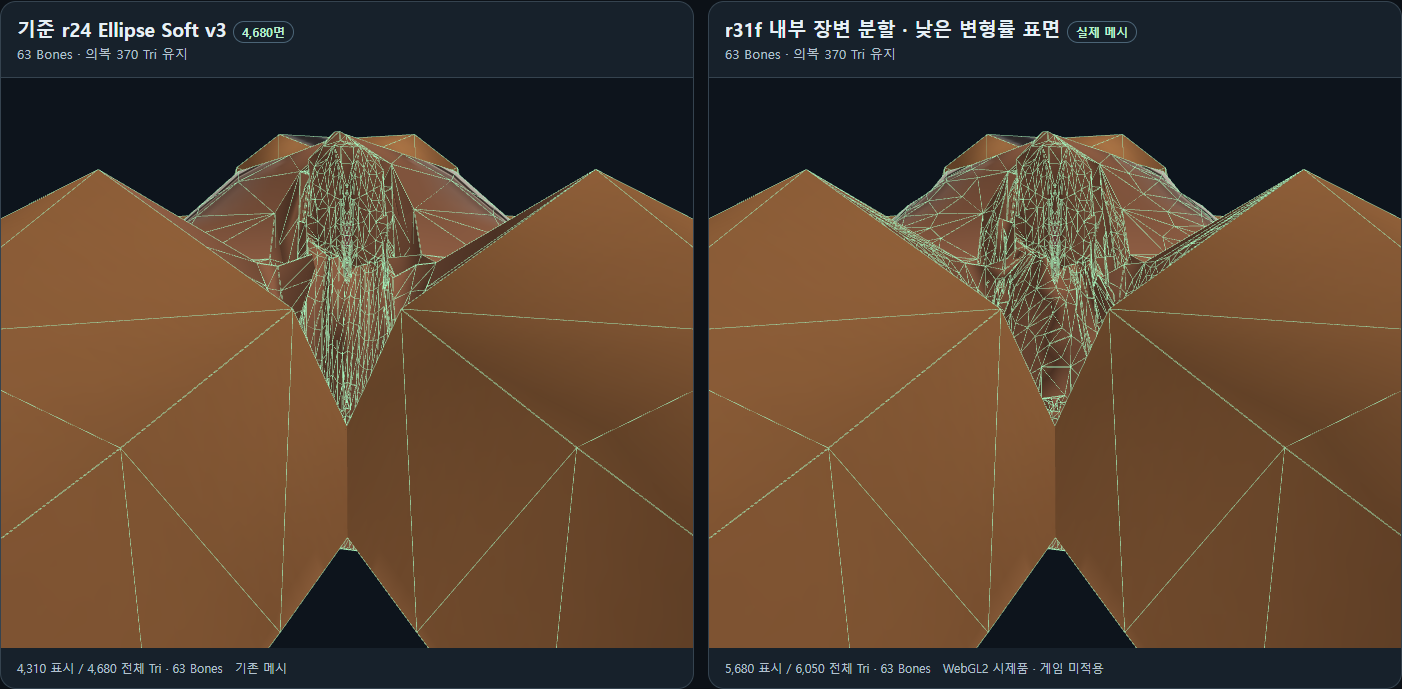 기준 r24 Ellipse Soft v3 4,680면
63 Bones · 의복 370 Tri 유지
4,310 표시 / 4,680 전체 Tri · 63 Bones 기존 메시
r31f 내부 장변 분할 · 낮은 변형률 표면 실제 메시
63 Bones · 의복 370 Tri 유지
5,680 표시 / 6,050 전체 Tri · 63 Bones WebGL2 시제품 · 게임 미적용